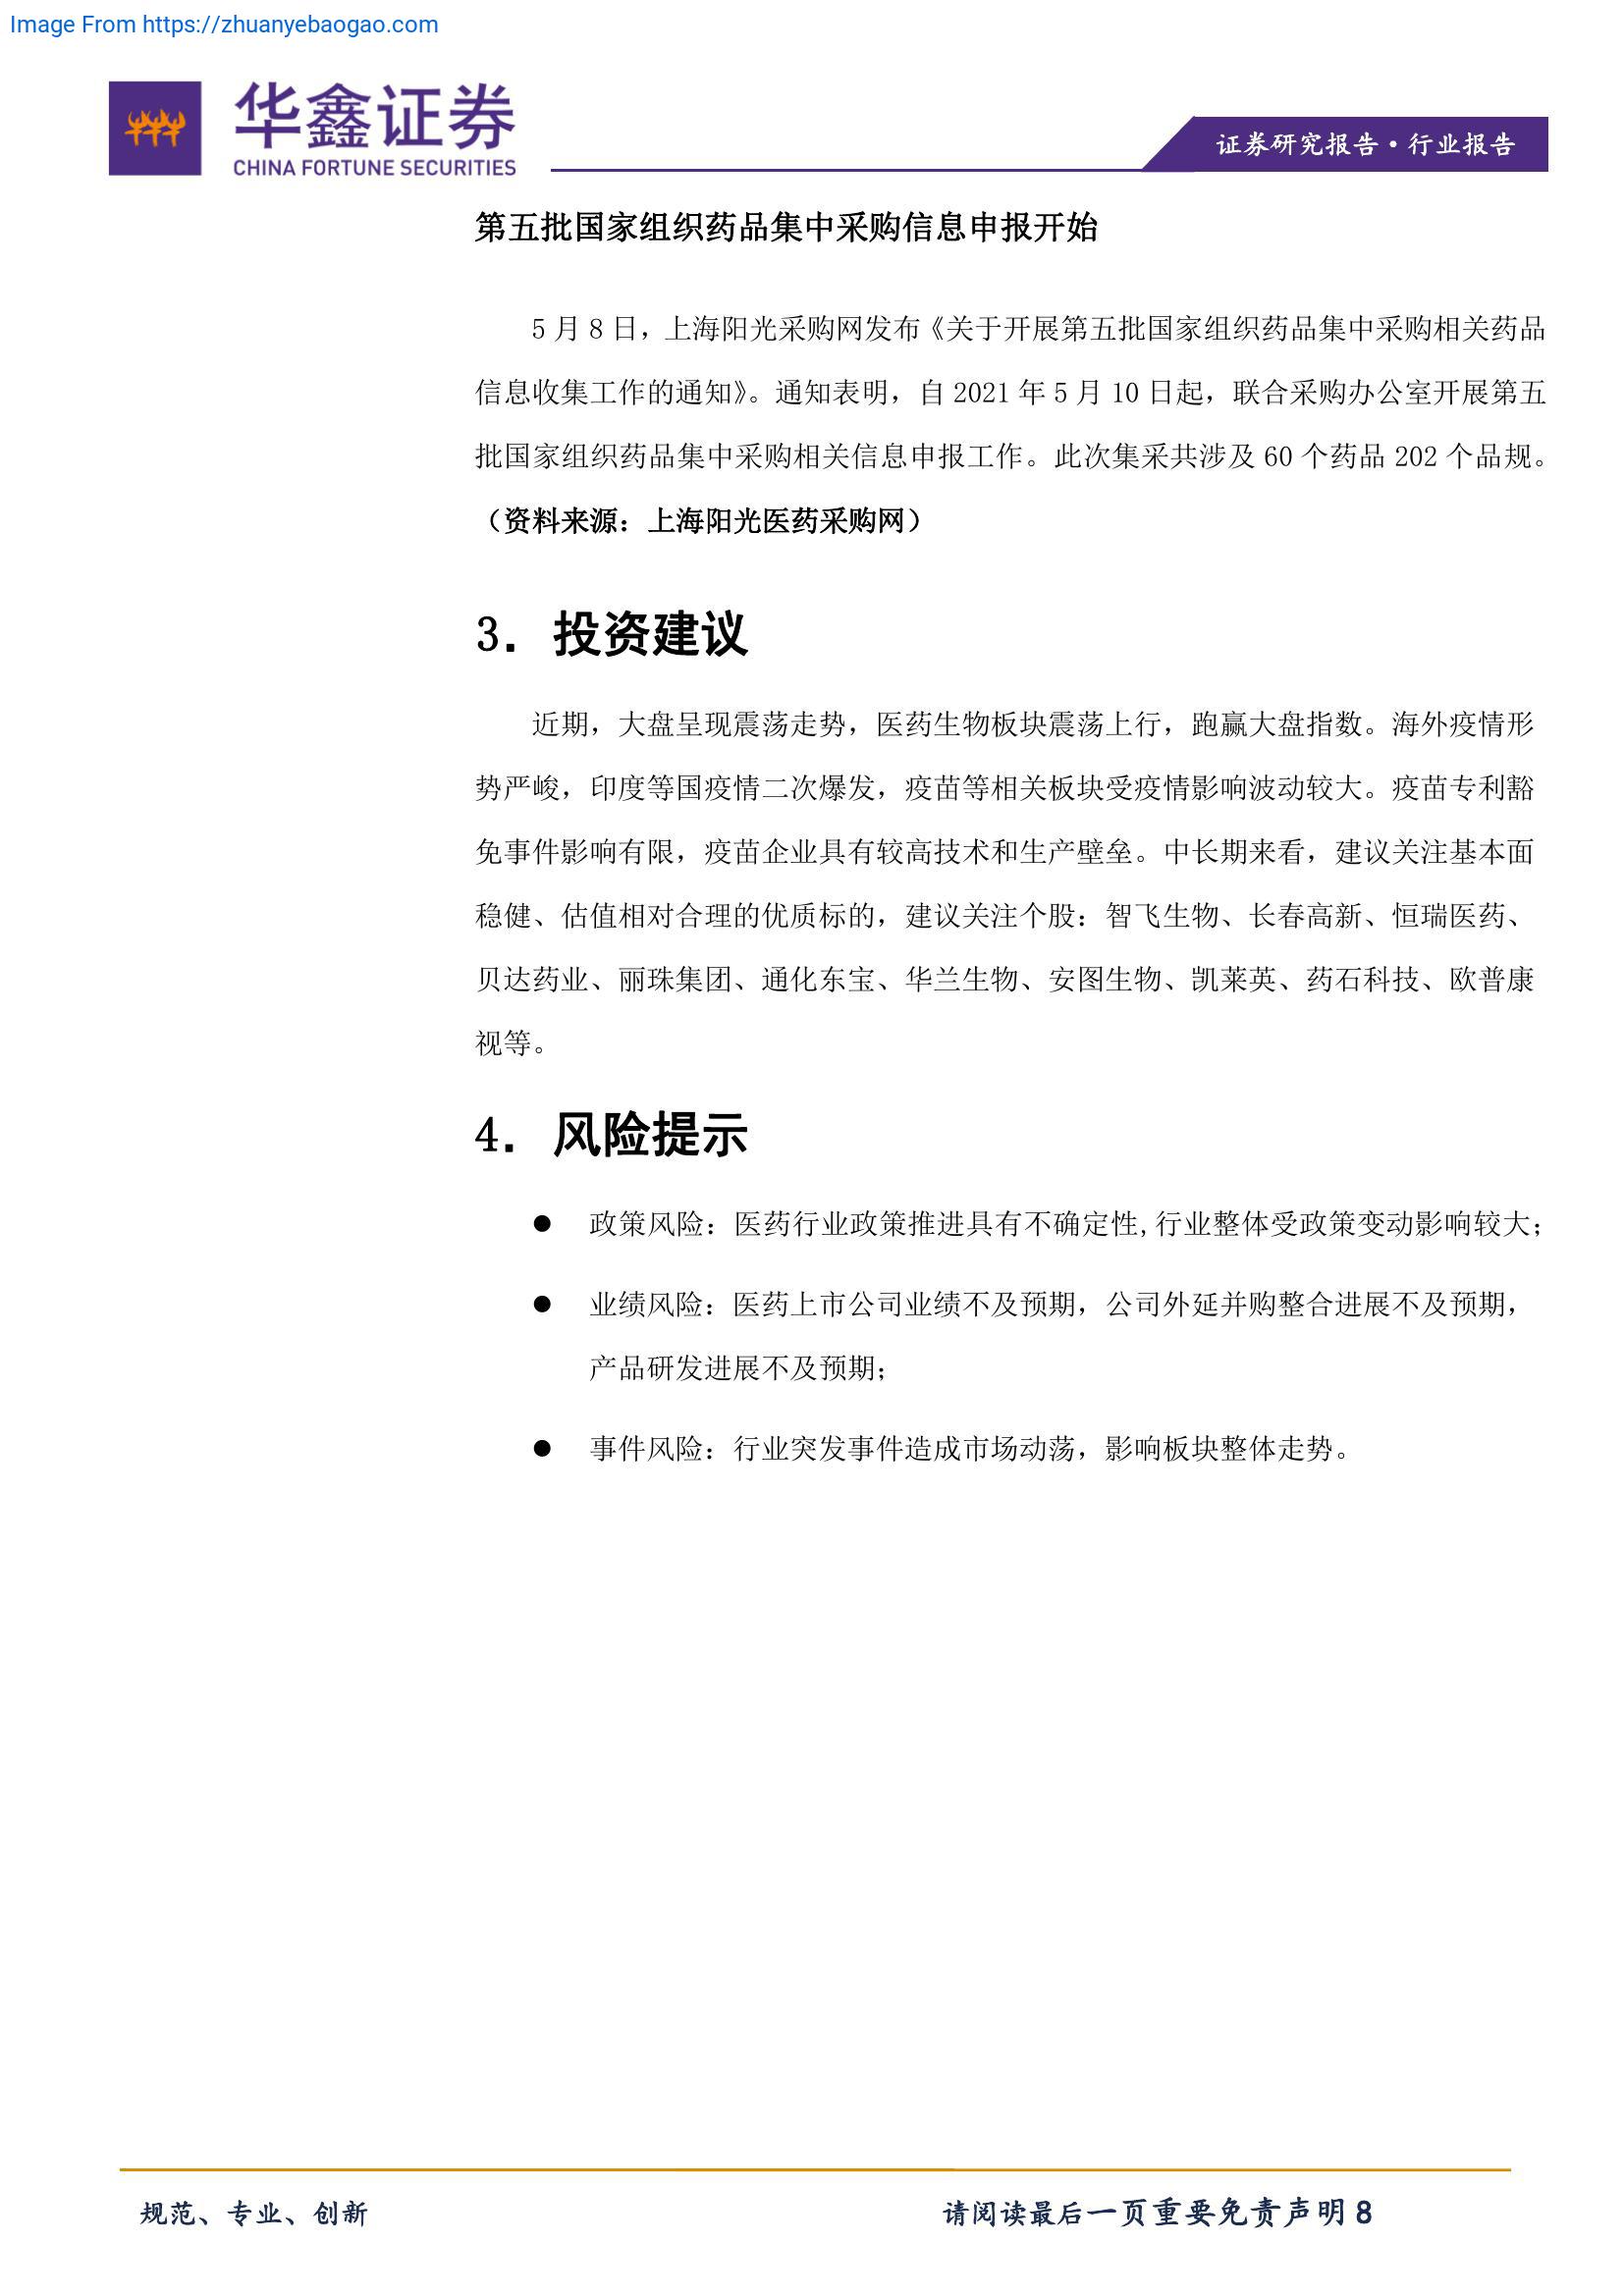 Image From https://zhuanyebaogao.com
华鑫证券
CHINA FORTUNE SECURITIES
证券研究报告·行业报告
第五批国家组织药品集中采购信息申报开始
5 月 8 日，上海阳光采购网发布《关于开展第五批国家组织药品集中采购相关药品
信息收集工作的通知》。通知表明，自 2021 年 5 月 10 日起，联合采购办公室开展第五
批国家组织药品集中采购相关信息申报工作。此次集采共涉及 60 个药品 202 个品规。
（资料来源：上海阳光医药采购网）
3. 投资建议
近期，大盘呈现震荡走势，医药生物板块震荡上行，跑赢大盘指数。海外疫情形
势严峻，印度等国疫情二次爆发，疫苗等相关板块受疫情影响波动较大。疫苗专利豁
免事件影响有限，疫苗企业具有较高技术和生产壁垒。中长期来看，建议关注基本面
稳健、估值相对合理的优质标的，建议关注个股：智飞生物、长春高新、恒瑞医药、
贝达药业、丽珠集团、通化东宝、华兰生物、安图生物、凯莱英、药石科技、欧普康
视等。
4. 风险提示
● 政策风险：医药行业政策推进具有不确定性,行业整体受政策变动影响较大；
● 业绩风险：医药上市公司业绩不及预期，公司外延并购整合进展不及预期，
产品研发进展不及预期；
● 事件风险：行业突发事件造成市场动荡，影响板块整体走势。
规范、专业、创新
请阅读最后一页重要免责声明 8